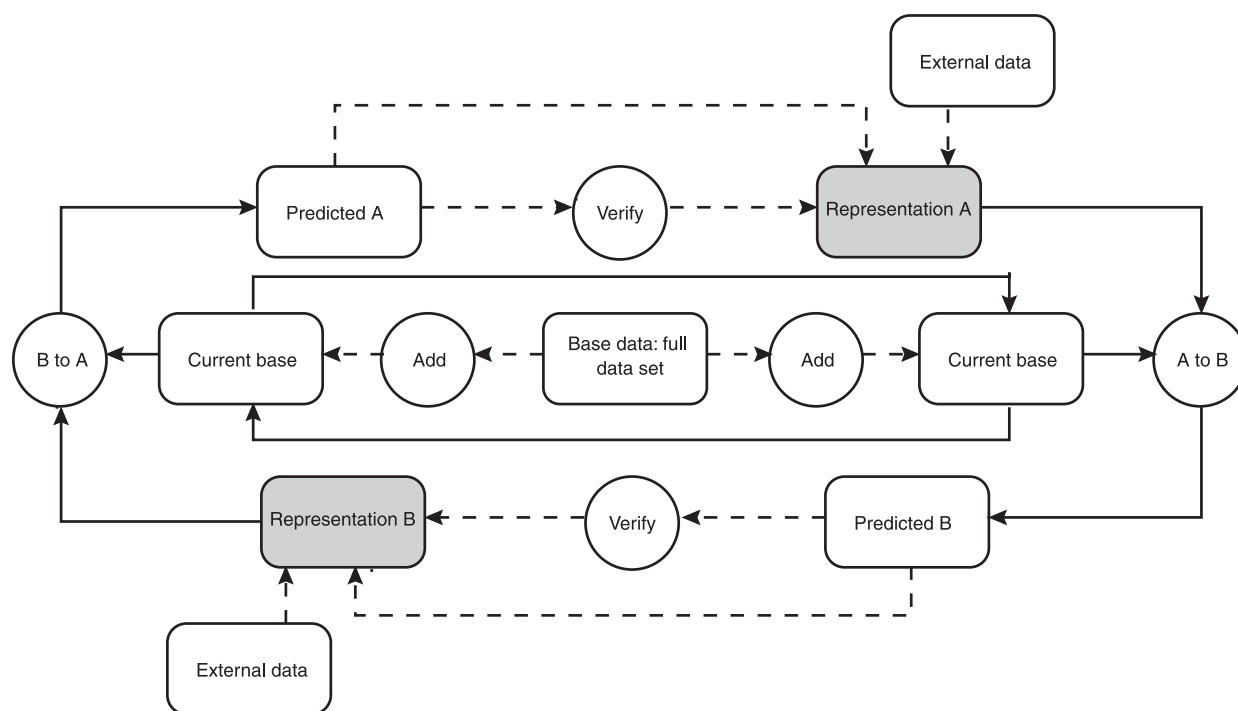 External data
Predicted A
Verify
Representation A
B to A
Current base
Add
Base data: full
data set
Add
Current base
A to B
Representation B
Verify
Predicted B
External data